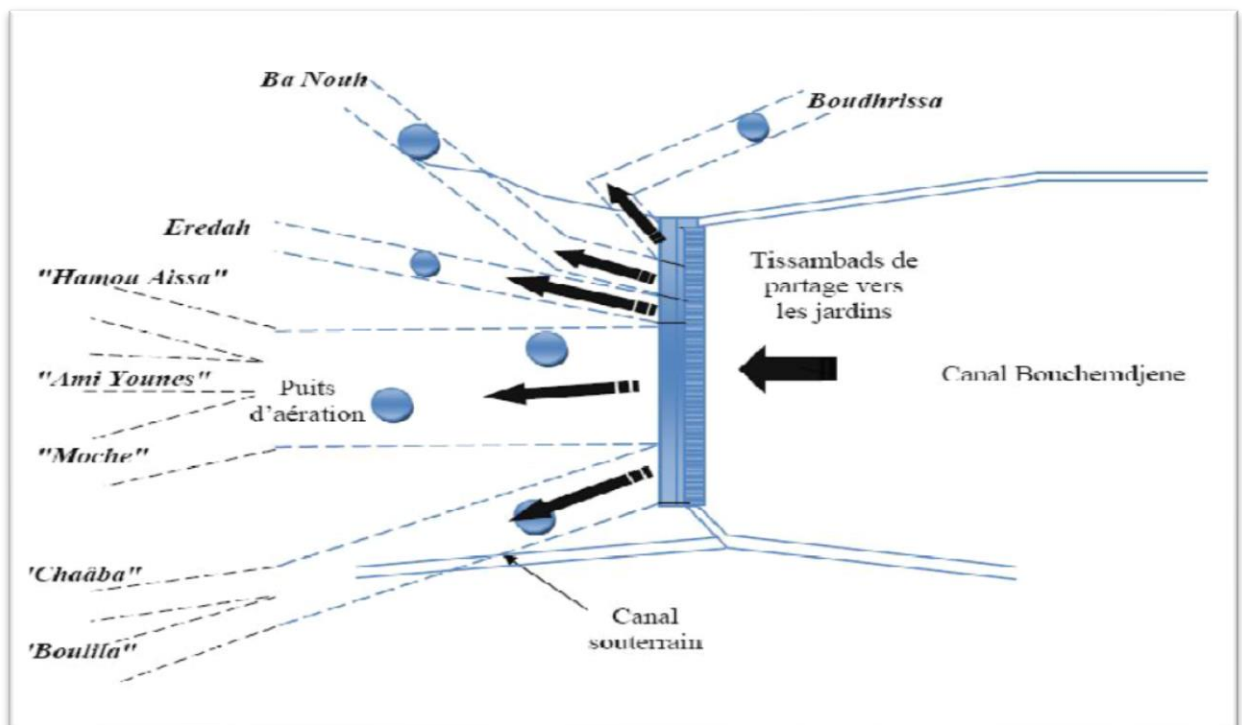 Ba Nouh
Boudhrissa
Eredah
"Hamou Aissa"
Tissambads de
partage vers
les jardins
"Ami Younes"
Puits
d'aération
Canal Bouchemdjene
"Moche"
'Chaâba"
Canal
souterrain
'Boulila"